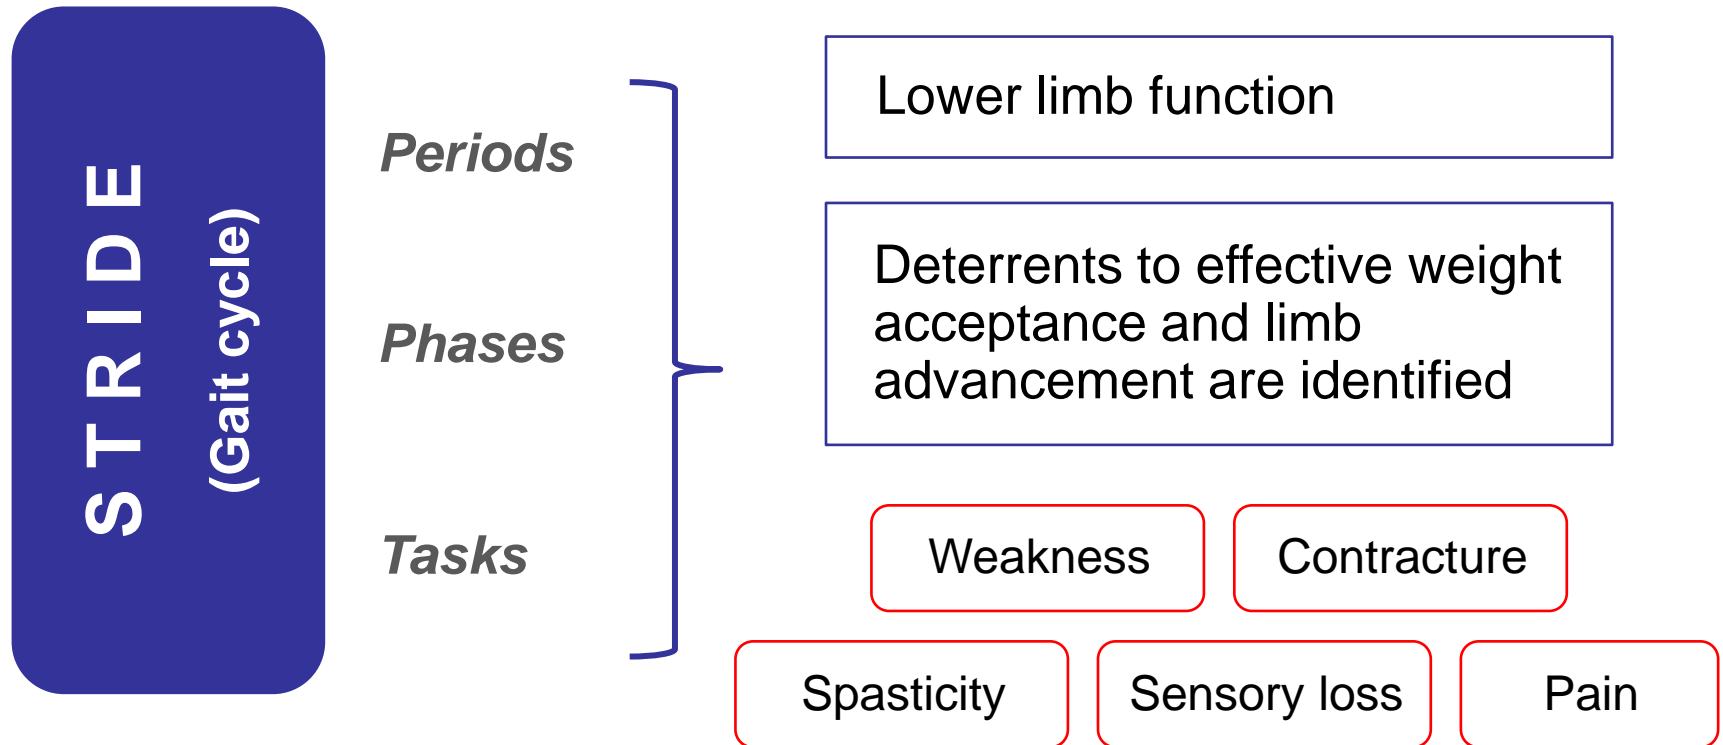 S T R I D E
(Gait cycle)
Periods
Phases
Tasks
Lower limb function
Deterrents to effective weight
acceptance and limb
advancement are identified
Weakness
Contracture
Spasticity
Sensory loss
Pain